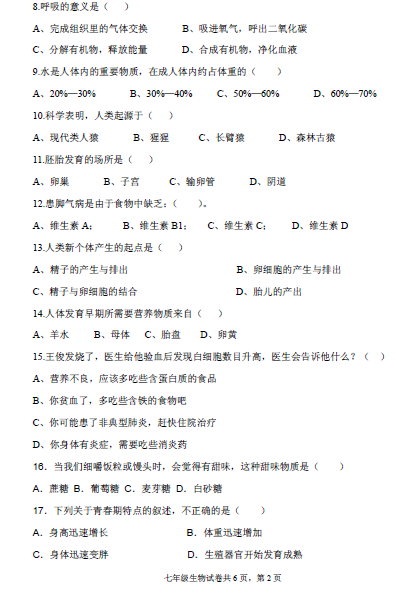 8.呼吸的意义是（　　）
A、完成组织里的气体交换　　B、吸进氧气，呼出二氧化碳
C、分解有机物，释放能量　　D、合成有机物，净化血液
9.水是人体内的重要物质，在成人体内约占体重的（　　）
A、20%—30%　　B、30%—40%　　C、50%—60%　　D、60%—70%
10.科学表明，人类起源于（　　）
A、现代类人猿　　B、猩猩　　C、长臂猿　　D、森林古猿
11.胚胎发育的场所是（　　）
A、卵巢　　B、子宫　　C、输卵管　　D、阴道
12.患脚气病是由于食物中缺乏：（　　）。
A、维生素 A；　　B、维生素 B1；　　C、维生素 C；　　D、维生素 D
13．人类新个体产生的起点是（　　）
A、精子的产生与排出　　B、卵细胞的产生与排出
C、精子与卵细胞的结合　　D、胎儿的产出
14．人体发育早期所需要营养物质来自（　　）
A、羊水　　B、母体　　C、胎盘　　D、卵黄
15.王俊发烧了，医生给他验血后发现白细胞数目升高，医生会告诉他什么？（　　）
A、营养不良，应该多吃些含蛋白质的食品
B、你贫血了，多吃些含铁的食物吧
C、你可能患了非典型肺炎，赶快住院治疗
D、你身体有炎症，需要吃些消炎药
16．当我们细嚼饭粒或馒头时，会觉得有甜味，这种甜味物质是（　　）
A．蔗糖 B．葡萄糖 C．麦芽糖 D．白砂糖
17．下列关于青春期特点的叙述，不正确的是（　　）
A．身高迅速增长　　B．体重迅速增加
C．身体迅速变胖　　D．生殖器官开始发育成熟
七年级生物试卷共 6 页，第 2 页